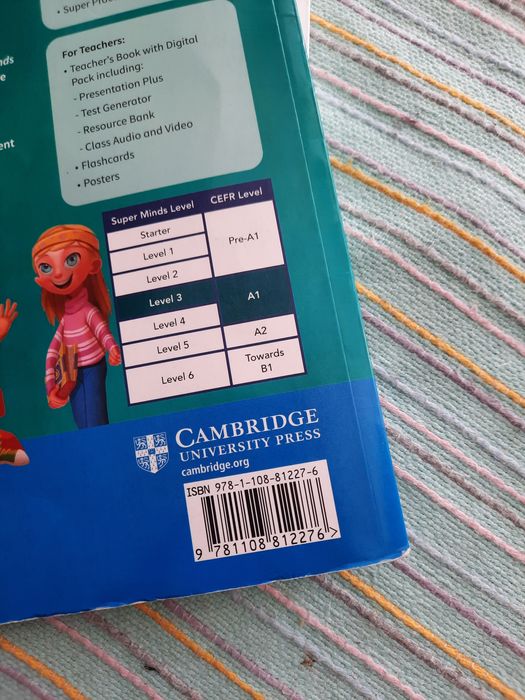 • Super
nds
e
ent
For Teachers:
• Teacher's Book with Digital
Pack including:
- Presentation Plus
- Test Generator
- Resource Bank
- Class Audio and Video
• Flashcards
• Posters
Super Minds Level CEFR Level
Starter
Level 1 Pre-A1
Level 2
Level 3 A1
Level 4
Level 5 A2
Level 6 Towards
B1
CAMBRIDGE
UNIVERSITY PRESS
cambridge.org
ISBN 978-1-108-81227-6
9 781108 812276 >